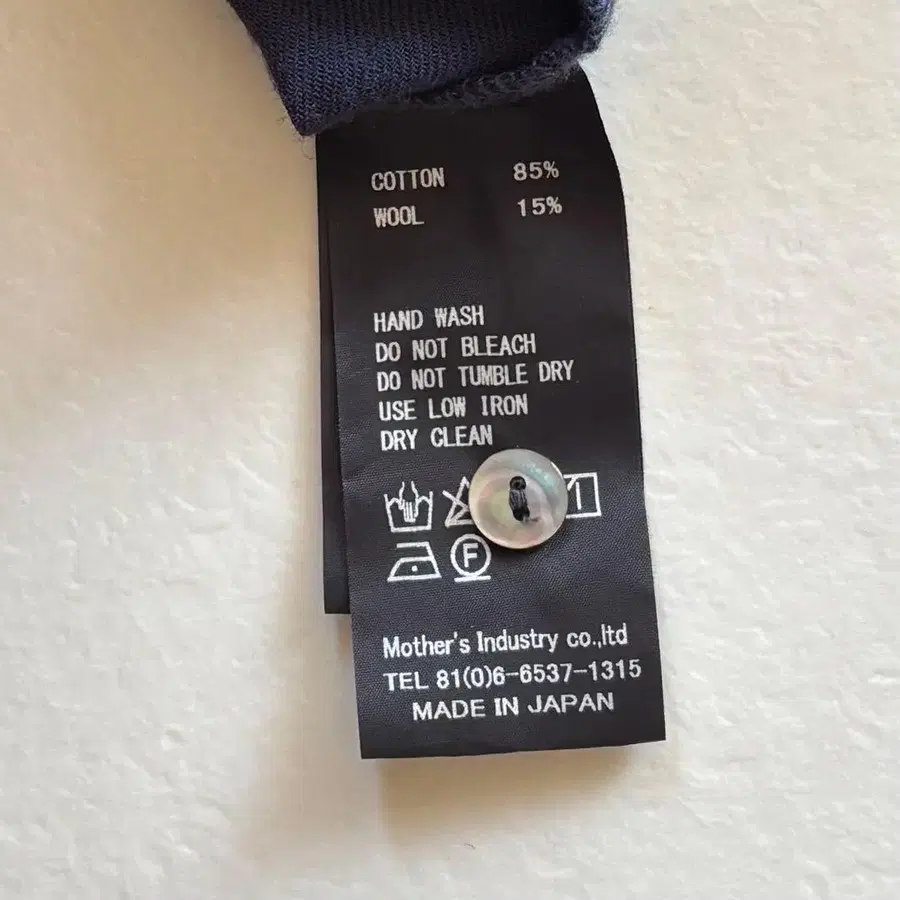 COTTON 85%
WOOL 15%
HAND WASH
DO NOT BLEACH
DO NOT TUMBLE DRY
USE LOW IRON
DRY CLEAN
F
Mother's Industry co.,ltd
TEL 81(0)6-6537-1315
MADE IN JAPAN